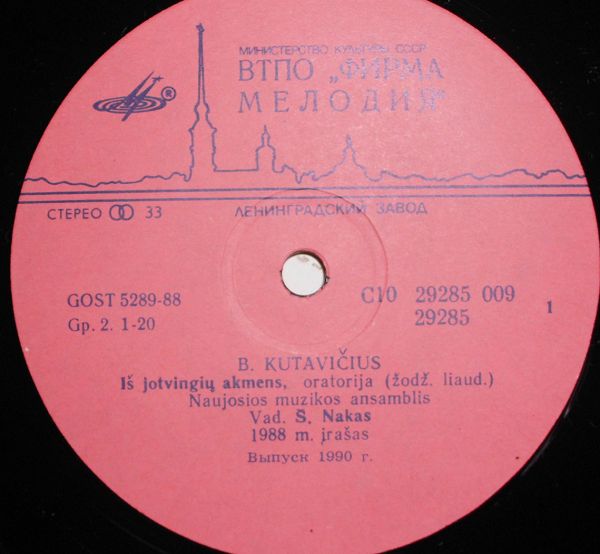 МИНИСТЕРСТВО КУЛЬТУРЫ СССР
ВТПО „ФИРМА
МЕЛОДИЯ“
®
СТЕРЕО 33
ЛЕНИНГРАДСКИЙ ЗАВОД
GOST 5289-88
Gp. 2. 1-20
С10 29285 009
29285
1
B. KUTAVIČIUS
Iš jotvingių akmens, oratorija (žodž. liaud.)
Naujosios muzikos ansamblis
Vad. S. Nakas
1988 m. įrašas
Выпуск 1990 г.